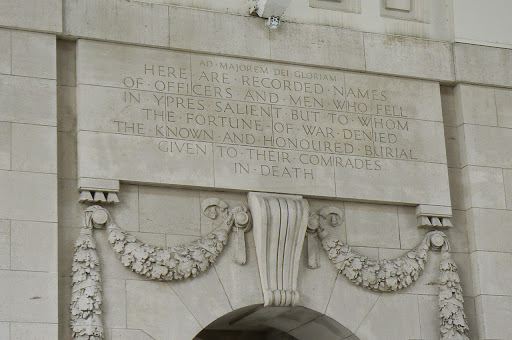 AD · MAJOREM · DEI · GLORIAM
HERE · ARE · RECORDED · NAMES
OF · OFFICERS · AND · MEN · WHO · FELL
IN · YPRES · SALIENT · BUT · TO · WHOM
THE · FORTUNE · OF · WAR · DENIED
THE · KNOWN · AND · HONOURED · BURIAL
GIVEN · TO · THEIR · COMRADES
IN · DEATH